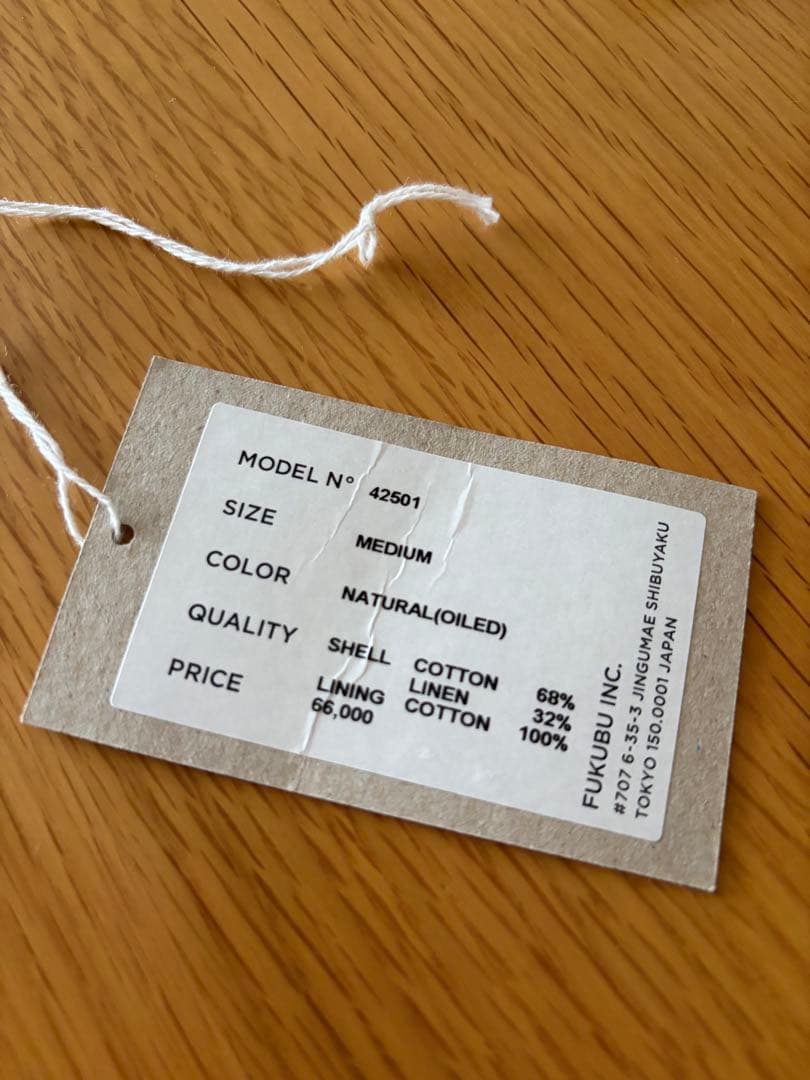 MODEL N° 42501
SIZE MEDIUM
COLOR NATURAL(OILED)
QUALITY SHELL COTTON 68%
LINEN 32%
LINING COTTON 100%
PRICE 66,000
FUKUBU INC.
#707 6-35-3 JINGUMAE SHIBUYAKU
TOKYO 150.0001 JAPAN